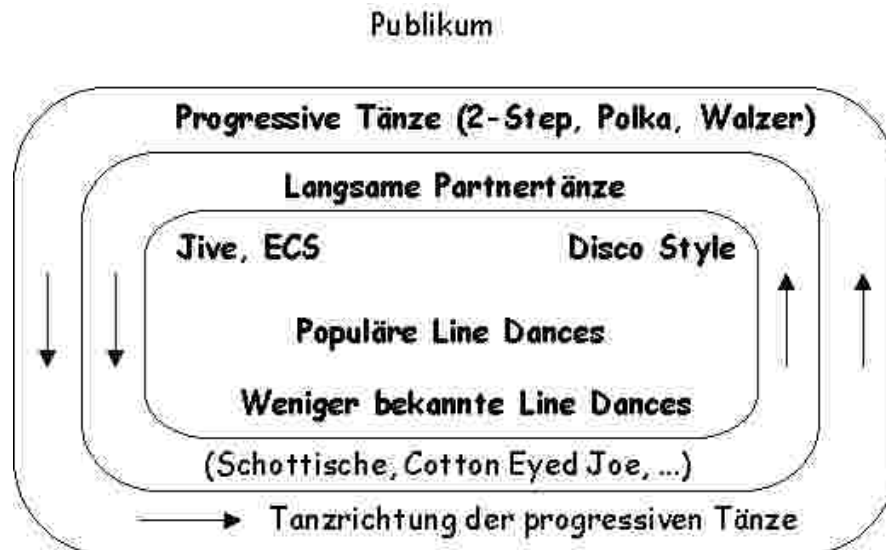 Publikum
Progressive Tänze (2-Step, Polka, Walzer)
Langsame Partnertänze
Jive, ECS Disco Style
Populäre Line Dances
Weniger bekannte Line Dances
(Schottische, Cotton Eyed Joe, ...)
Tanzrichtung der progressiven Tänze